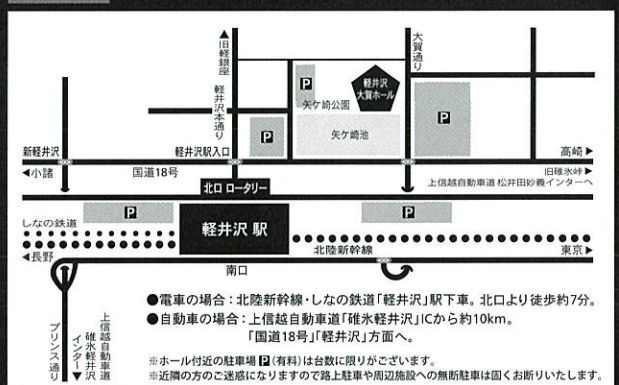 ▲旧軽銀座
軽井沢本通り
大賀通り
P
軽井沢
大賀ホール
矢ケ崎公園
P
矢ケ崎池
P
新軽井沢
軽井沢駅入口
高崎▶
◀小諸
国道18号
旧碓氷峠▶
上信越自動車道 松井田妙義インターへ
北口 ロータリー
P
軽井沢 駅
P
しなの鉄道
北陸新幹線
◀長野
東京▶
南口
上信越自動車道
碓氷軽井沢
インター▼
プリンス通り
●電車の場合：北陸新幹線・しなの鉄道「軽井沢」駅下車。北口より徒歩約7分。
●自動車の場合：上信越自動車道「碓氷軽井沢」ICから約10km。
「国道18号」「軽井沢」方面へ。
※ホール付近の駐車場P(有料)は台数に限りがございます。
※近隣の方のご迷惑になりますので路上駐車や周辺施設への無断駐車は固くお断りいたします。